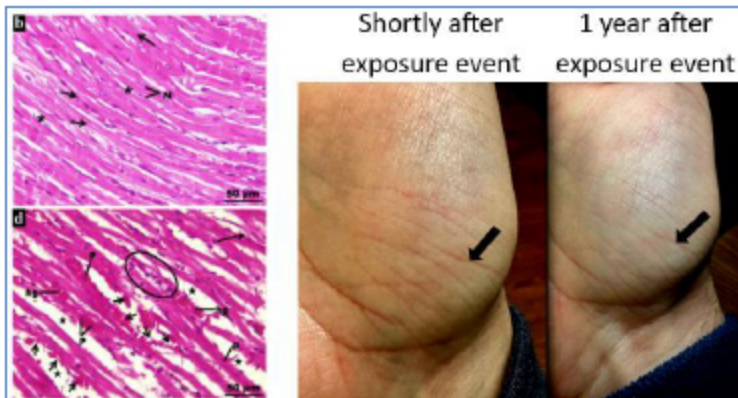 b
N
50 µm
d
50 µm
Shortly after
exposure event
1 year after
exposure event